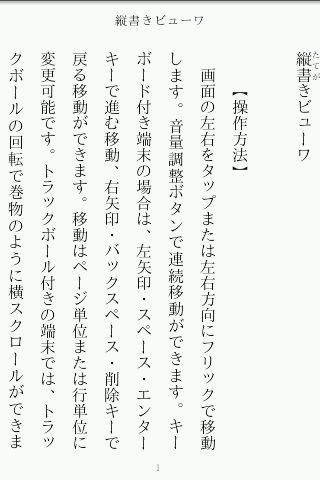 縦書きビューワ
縦書きビューワ
たてが
【操作方法】
画面の左右をタップまたは左右方向にフリックで移動
します。音量調整ボタンで連続移動ができます。キー
ボード付き端末の場合は、左矢印・スペース・エンター
キーで進む移動、右矢印・バックスペース・削除キーで
戻る移動ができます。移動はページ単位または行単位に
変更可能です。トラックボール付きの端末では、トラッ
クボールの回転で巻物のように横スクロールができま
1